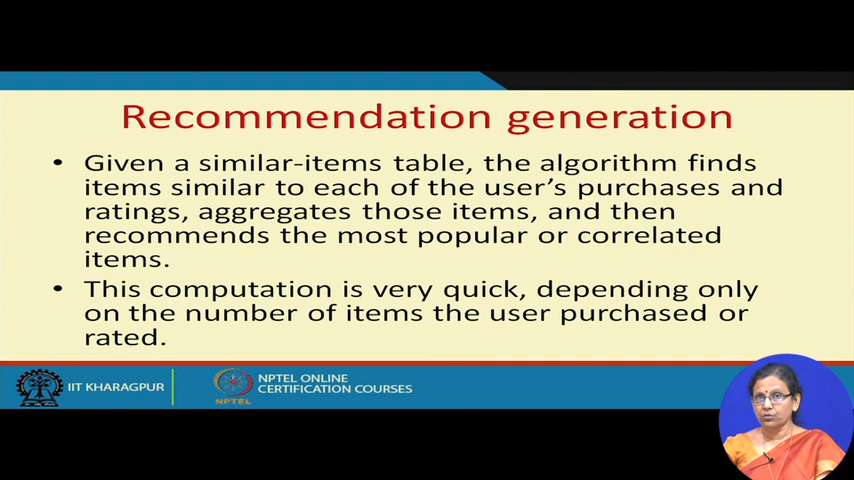 Recommendation generation
• Given a similar-items table, the algorithm finds
items similar to each of the user's purchases and
ratings, aggregates those items, and then
recommends the most popular or correlated
items.
• This computation is very quick, depending only
on the number of items the user purchased or
rated.
IIT KHARAGPUR
NPTEL
NPTEL ONLINE
CERTIFICATION COURSES